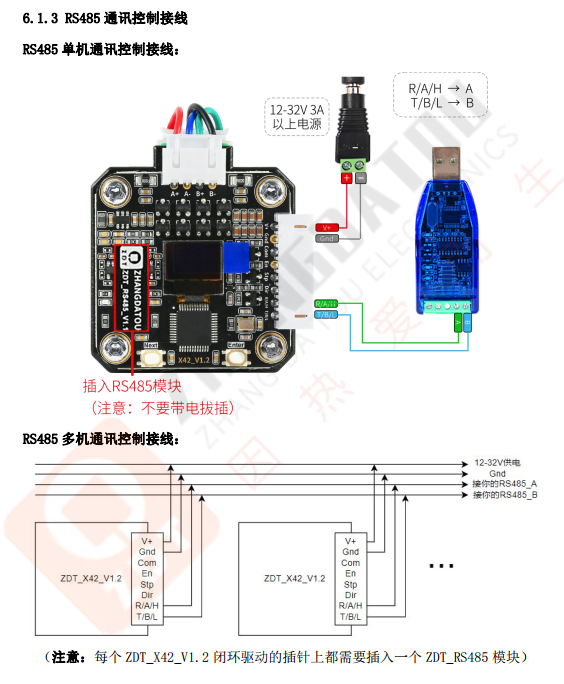 6.1.3 RS485 通讯控制接线
RS485 单机通讯控制接线：
12-32V 3A
以上电源
R/A/H → A
T/B/L → B
A+ A- B+ B-
+ -
V+
Gnd
ZHANGDATOU
ZDT
ZDT_RS485_V1
R/A/H
T/B/L
A B
Next
Enter
X42_V1.2
插入RS485模块
（注意：不要带电拔插）
RS485 多机通讯控制接线：
12-32V供电
Gnd
接你的RS485_A
接你的RS485_B
ZDT_X42_V1.2
V+
Gnd
Com
En
Stp
Dir
R/A/H
T/B/L
ZDT_X42_V1.2
V+
Gnd
Com
En
Stp
Dir
R/A/H
T/B/L
...
（注意：每个 ZDT_X42_V1.2 闭环驱动的插针上都需要插入一个 ZDT_RS485 模块）